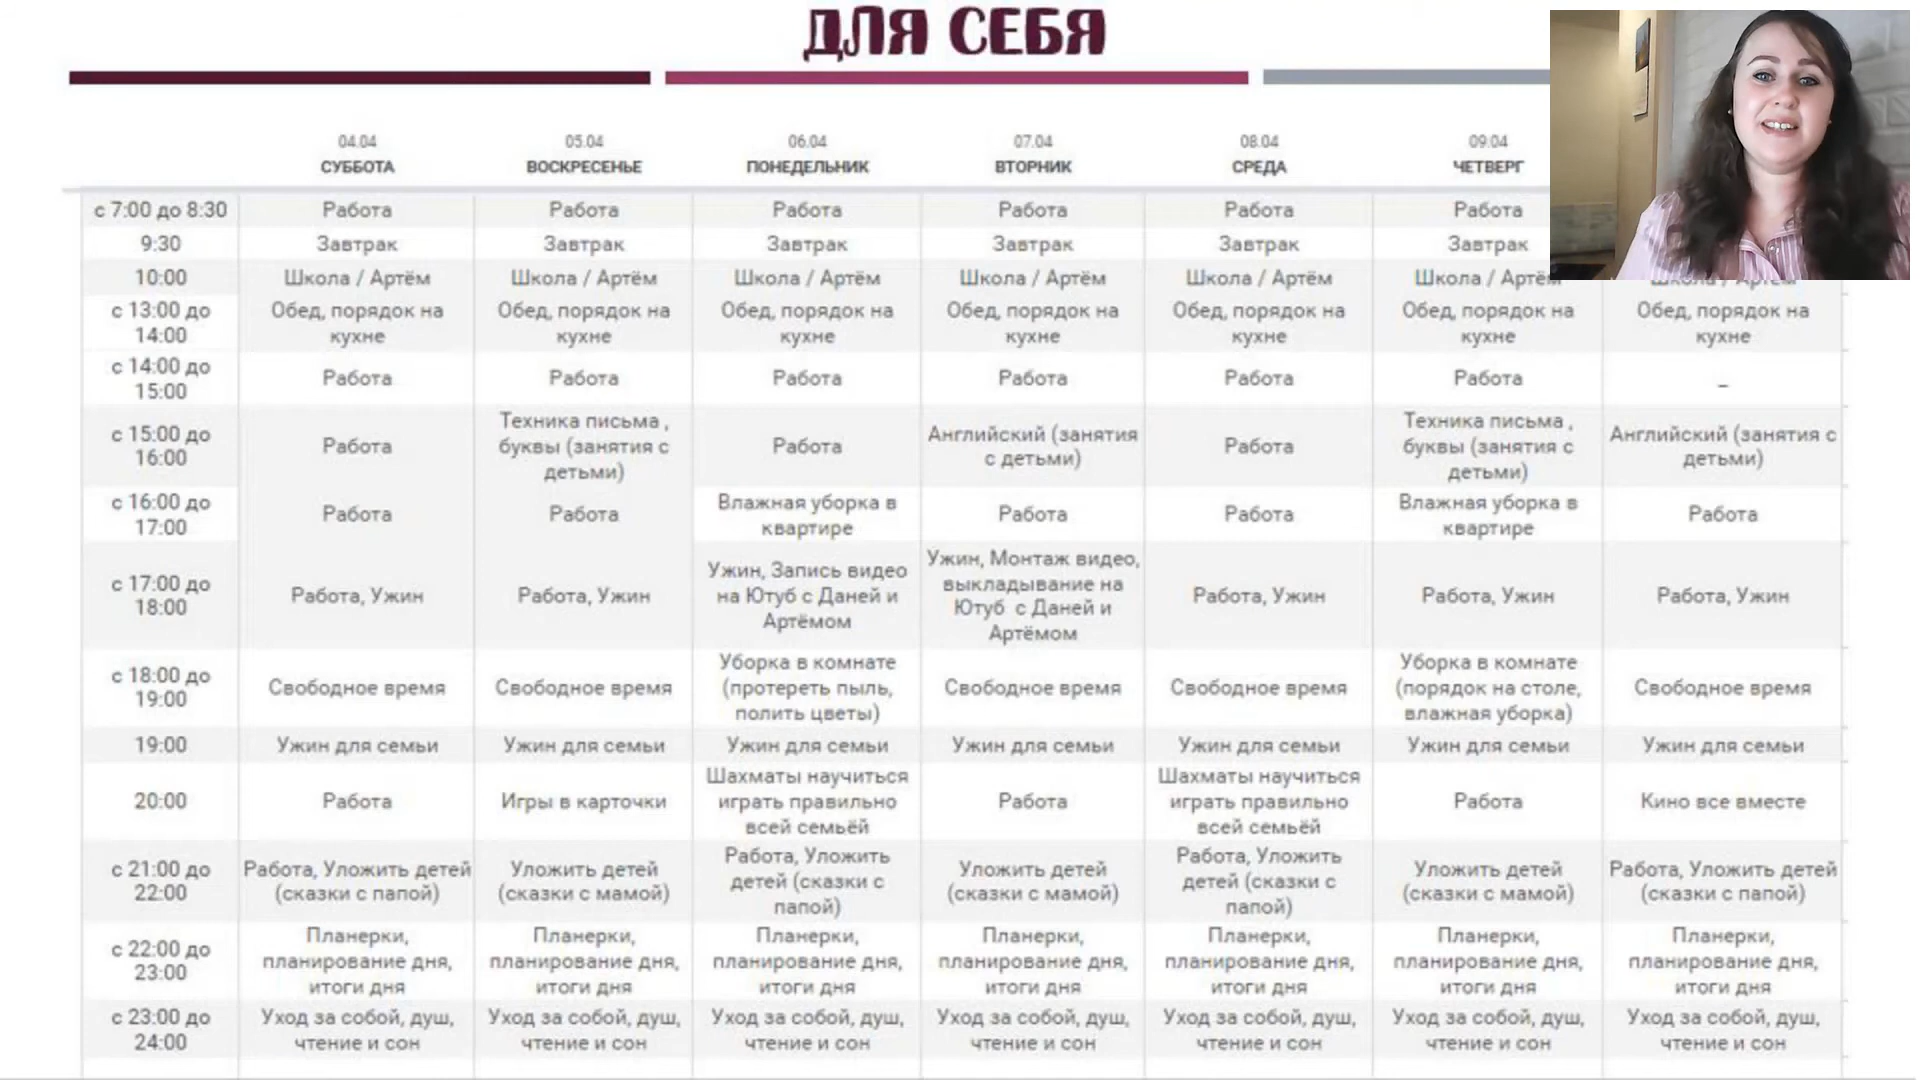 ДЛЯ СЕБЯ
04.04 05.04 06.04 07.04 08.04 09.04
СУББОТА ВОСКРЕСЕНЬЕ ПОНЕДЕЛЬНИК ВТОРНИК СРЕДА ЧЕТВЕРГ
с 7:00 до 8:30 Работа Работа Работа Работа Работа Работа
9:30 Завтрак Завтрак Завтрак Завтрак Завтрак Завтрак
10:00 Школа / Артём Школа / Артём Школа / Артём Школа / Артём Школа / Артём Школа / Артём Школа / Артём
с 13:00 до Обед, порядок на Обед, порядок на Обед, порядок на Обед, порядок на Обед, порядок на Обед, порядок на Обед, порядок на
14:00 кухне кухне кухне кухне кухне кухне кухне
с 14:00 до
15:00 Работа Работа Работа Работа Работа Работа _
с 15:00 до
16:00 Работа Техника письма , буквы (занятия с детьми) Работа Английский (занятия с детьми) Работа Техника письма , буквы (занятия с детьми) Английский (занятия с детьми)
с 16:00 до
17:00 Работа Работа Влажная уборка в квартире Работа Работа Влажная уборка в квартире Работа
с 17:00 до
18:00 Работа, Ужин Работа, Ужин Ужин, Запись видео на Ютуб с Даней и Артёмом Ужин, Монтаж видео, выкладывание на Ютуб с Даней и Артёмом Работа, Ужин Работа, Ужин Работа, Ужин
с 18:00 до
19:00 Свободное время Свободное время Уборка в комнате (протереть пыль, полить цветы) Свободное время Свободное время Уборка в комнате (порядок на столе, влажная уборка) Свободное время
19:00 Ужин для семьи Ужин для семьи Ужин для семьи Ужин для семьи Ужин для семьи Ужин для семьи Ужин для семьи
20:00 Работа Игры в карточки Шахматы научиться играть правильно всей семьёй Работа Шахматы научиться играть правильно всей семьёй Работа Кино все вместе
с 21:00 до
22:00 Работа, Уложить детей (сказки с папой) Уложить детей (сказки с мамой) Работа, Уложить детей (сказки с папой) Уложить детей (сказки с мамой) Работа, Уложить детей (сказки с папой) Уложить детей (сказки с мамой) Работа, Уложить детей (сказки с папой)
с 22:00 до
23:00 Планерки, планирование дня, итоги дня Планерки, планирование дня, итоги дня Планерки, планирование дня, итоги дня Планерки, планирование дня, итоги дня Планерки, планирование дня, итоги дня Планерки, планирование дня, итоги дня Планерки, планирование дня, итоги дня
с 23:00 до Уход за собой, душ, Уход за собой, душ, Уход за собой, душ, Уход за собой, душ, Уход за собой, душ, Уход за собой, душ, Уход за собой, душ,
24:00 чтение и сон чтение и сон чтение и сон чтение и сон чтение и сон чтение и сон чтение и сон